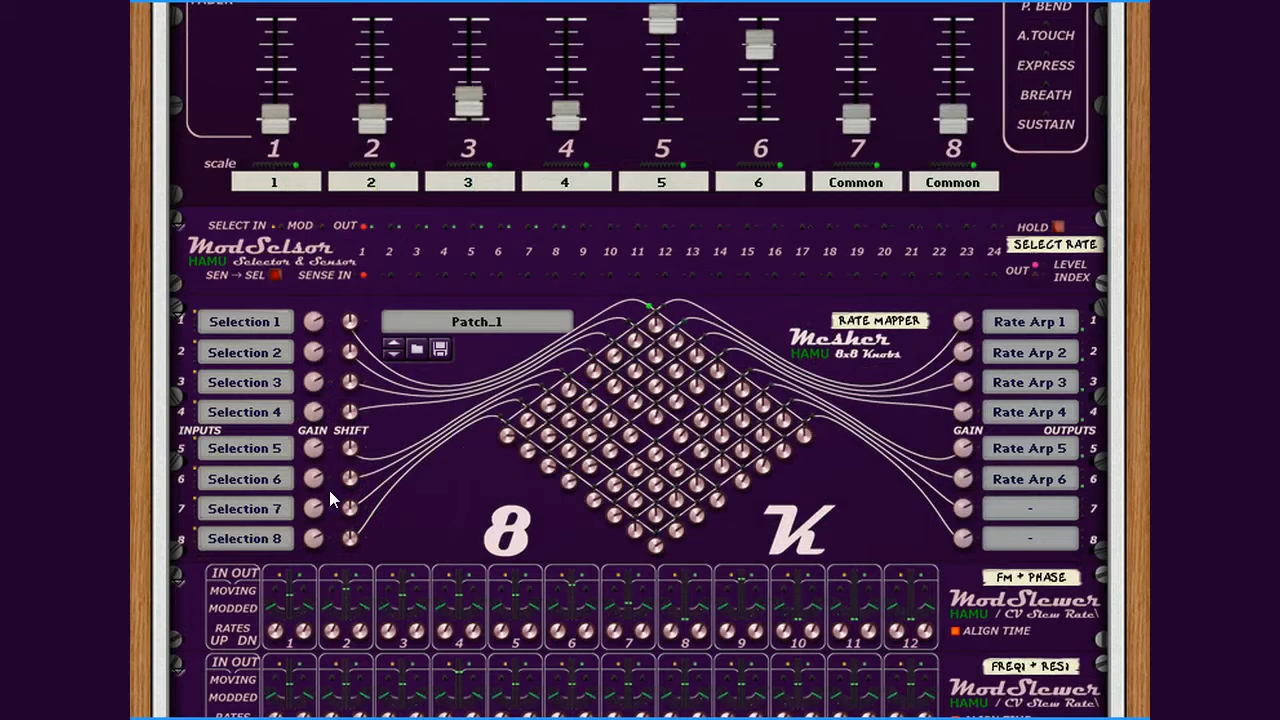 P. BEND
A.TOUCH
EXPRESS
BREATH
SUSTAIN
1 2 3 4 5 6 7 8
scale
1 2 3 4 5 6 Common Common
SELECT IN MOD OUT HOLD
ModSelsor 1 2 3 4 5 6 7 8 9 10 11 12 13 14 15 16 17 18 19 20 21 22 23 24 SELECT RATE
HAMU Selector & Sensor
SEN → SEL SENSE IN OUT LEVEL
INDEX
1 Selection 1 Patch_1 RATE MAPPER Rate Arp 1 1
Mesher
HAMU 8x8 Knobs
2 Selection 2 Rate Arp 2 2
3 Selection 3 Rate Arp 3 3
4 Selection 4 Rate Arp 4 4
INPUTS GAIN SHIFT GAIN OUTPUTS
5 Selection 5 Rate Arp 5 5
6 Selection 6 Rate Arp 6 6
7 Selection 7 - 7
8 Selection 8 - 8
8 K
IN OUT FM + PHASE
MOVING ModSlewer
MODDED HAMU / CV Slew Rate\
RATES ALIGN TIME
UP DN 1 2 3 4 5 6 7 8 9 10 11 12
IN OUT FREQ1 + RES1
MOVING ModSlewer
MODDED HAMU / CV Slew Rate\